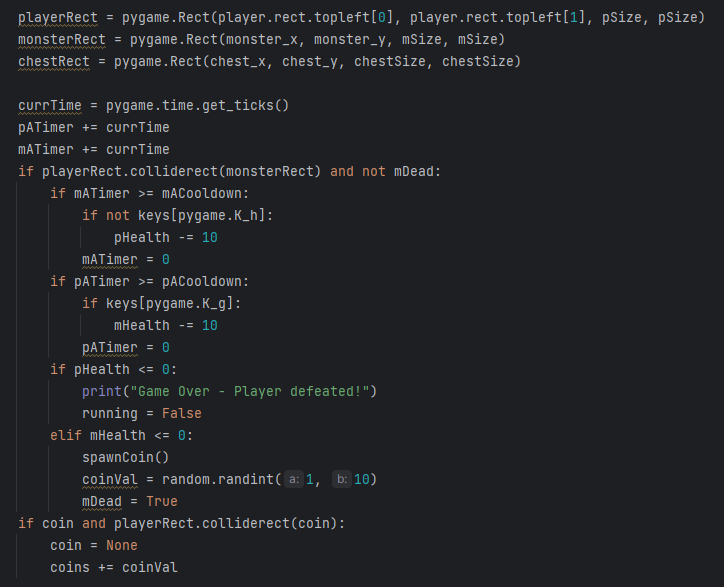 playerRect = pygame.Rect(player.rect.topleft[0], player.rect.topleft[1], pSize, pSize)
monsterRect = pygame.Rect(monster_x, monster_y, mSize, mSize)
chestRect = pygame.Rect(chest_x, chest_y, chestSize, chestSize)

currTime = pygame.time.get_ticks()
pATimer += currTime
mATimer += currTime
if playerRect.colliderect(monsterRect) and not mDead:
    if mATimer >= mACooldown:
        if not keys[pygame.K_h]:
            pHealth -= 10
        mATimer = 0
    if pATimer >= pACooldown:
        if keys[pygame.K_g]:
            mHealth -= 10
        pATimer = 0
    if pHealth <= 0:
        print("Game Over - Player defeated!")
        running = False
    elif mHealth <= 0:
        spawnCoin()
        coinVal = random.randint( a: 1, b: 10)
        mDead = True
if coin and playerRect.colliderect(coin):
    coin = None
    coins += coinVal